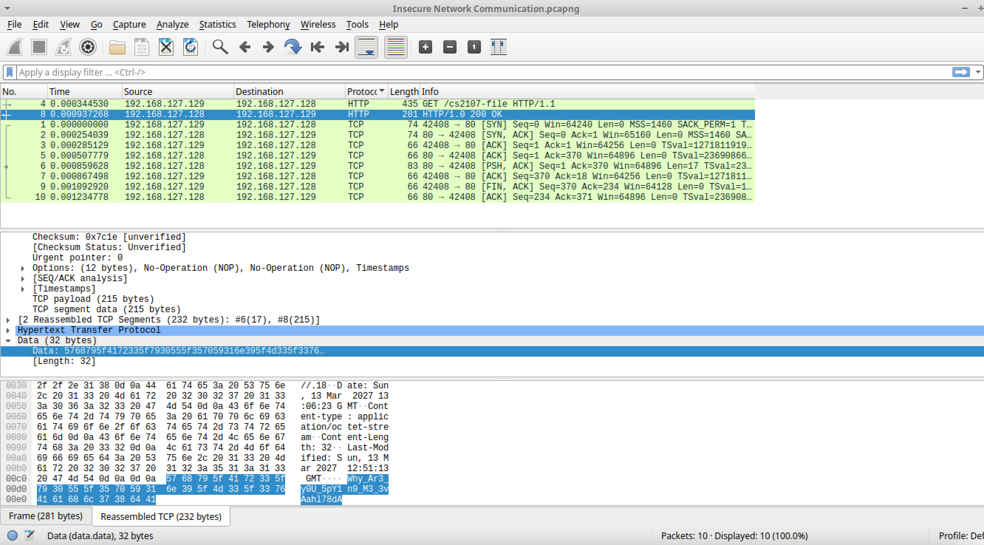 Insecure Network Communication.pcapng
File Edit View Go Capture Analyze Statistics Telephony Wireless Tools Help
Apply a display filter ... <Ctrl-/>
No. Time Source Destination Protoc Length Info
4 0.000344530 192.168.127.129 192.168.127.128 HTTP 435 GET /cs2107-file HTTP/1.1
8 0.000937268 192.168.127.128 192.168.127.129 HTTP 281 HTTP/1.0 200 OK
1 0.000000000 192.168.127.129 192.168.127.128 TCP 74 42408 → 80 [SYN] Seq=0 Win=64240 Len=0 MSS=1460 SACK_PERM=1 T…
2 0.000254039 192.168.127.128 192.168.127.129 TCP 74 80 → 42408 [SYN, ACK] Seq=0 Ack=1 Win=65160 Len=0 MSS=1460 SA…
3 0.000285129 192.168.127.129 192.168.127.128 TCP 66 42408 → 80 [ACK] Seq=1 Ack=1 Win=64256 Len=0 TSval=1271811919…
5 0.000507779 192.168.127.128 192.168.127.129 TCP 66 80 → 42408 [ACK] Seq=1 Ack=370 Win=64896 Len=0 TSval=23690866…
6 0.000859628 192.168.127.128 192.168.127.129 TCP 83 80 → 42408 [PSH, ACK] Seq=1 Ack=370 Win=64896 Len=17 TSval=23…
7 0.000867498 192.168.127.129 192.168.127.128 TCP 66 42408 → 80 [ACK] Seq=370 Ack=18 Win=64256 Len=0 TSval=1271811…
9 0.001092920 192.168.127.129 192.168.127.128 TCP 66 42408 → 80 [FIN, ACK] Seq=370 Ack=234 Win=64128 Len=0 TSval=1…
10 0.001234778 192.168.127.128 192.168.127.129 TCP 66 80 → 42408 [ACK] Seq=234 Ack=371 Win=64896 Len=0 TSval=236908…
Checksum: 0x7c1e [unverified]
[Checksum Status: Unverified]
Urgent pointer: 0
Options: (12 bytes), No-Operation (NOP), No-Operation (NOP), Timestamps
[SEQ/ACK analysis]
[Timestamps]
TCP payload (215 bytes)
TCP segment data (215 bytes)
[2 Reassembled TCP Segments (232 bytes): #6(17), #8(215)]
Hypertext Transfer Protocol
Data (32 bytes)
Data: 5768795f4172335f7930555f357059316e395f4d335f3376…
[Length: 32]
0030 2f 2f 2e 31 38 0d 0a 44 61 74 65 3a 20 53 75 6e //.18··D ate: Sun
0040 2c 20 31 33 20 4d 61 72 20 32 30 32 37 20 31 33 , 13 Mar 2027 13
0050 3a 30 36 3a 32 33 20 47 4d 54 0d 0a 43 6f 6e 74 :06:23 G MT··Cont
0060 65 6e 74 2d 74 79 70 65 3a 20 61 70 70 6c 69 63 ent-type : applic
0070 61 74 69 6f 6e 2f 6f 63 74 65 74 2d 73 74 72 65 ation/oc tet-stre
0080 61 6d 0d 0a 43 6f 6e 74 65 6e 74 2d 4c 65 6e 67 am··Cont ent-Leng
0090 74 68 3a 20 33 32 0d 0a 4c 61 73 74 2d 4d 6f 64 th: 32·· Last-Mod
00a0 69 66 69 65 64 3a 20 53 75 6e 2c 20 31 33 20 4d ified: S un, 13 M
00b0 61 72 20 32 30 32 37 20 31 32 3a 35 31 3a 31 33 ar 2027 12:51:13
00c0 20 47 4d 54 0d 0a 0d 0a 57 68 79 5f 41 72 33 5f GMT···· Why_Ar3_
00d0 79 30 55 5f 35 70 59 31 6e 39 5f 4d 33 5f 33 76 y0U_5pY1 n9_M3_3v
00e0 41 61 68 6c 37 38 64 41 Aahl78dA
Frame (281 bytes) Reassembled TCP (232 bytes)
Data (data.data), 32 bytes Packets: 10 · Displayed: 10 (100.0%) Profile: Def